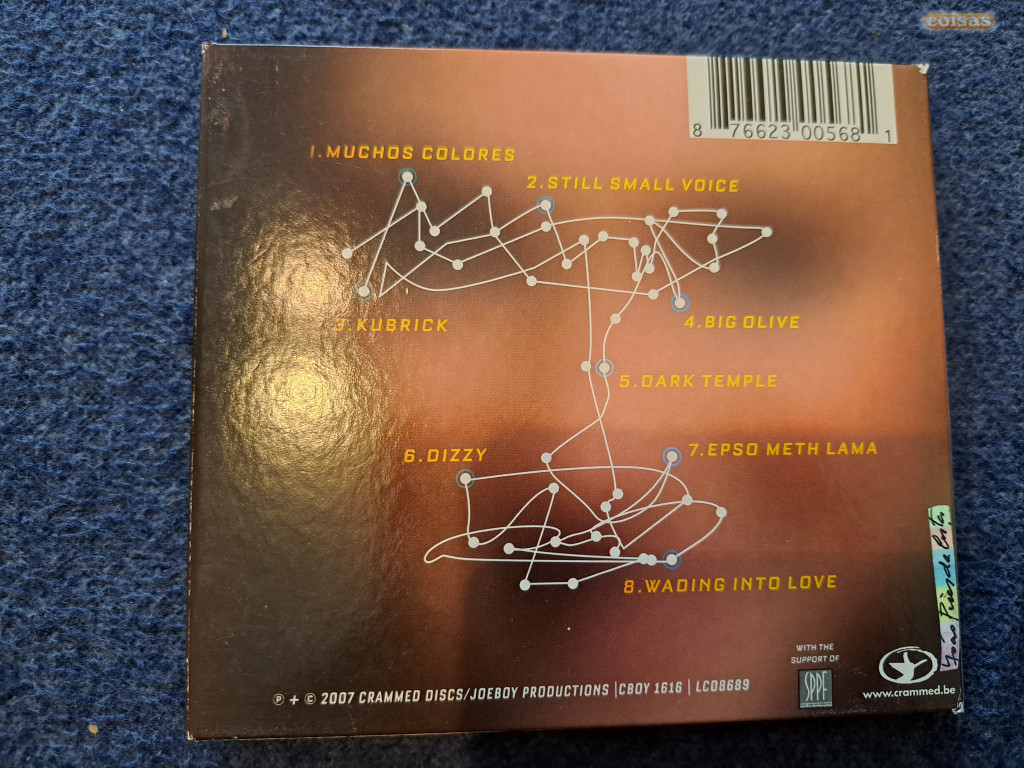 coisas
8 76623 00568 1
1.MUCHOS COLORES
2.STILL SMALL VOICE
3.KUBRICK
4.BIG OLIVE
5.DARK TEMPLE
6.DIZZY
7.EPSO METH LAMA
8.WADING INTO LOVE
WITH THE
SUPPORT OF
SPPF
℗ + © 2007 CRAMMED DISCS/JOEBOY PRODUCTIONS |CBOY 1616 | LC08689
www.crammed.be